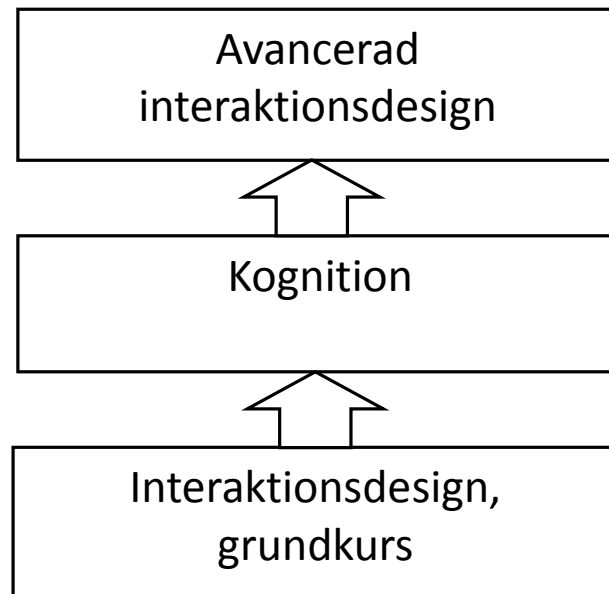 Avancerad
interaktionsdesign
Kognition
Interaktionsdesign,
grundkurs